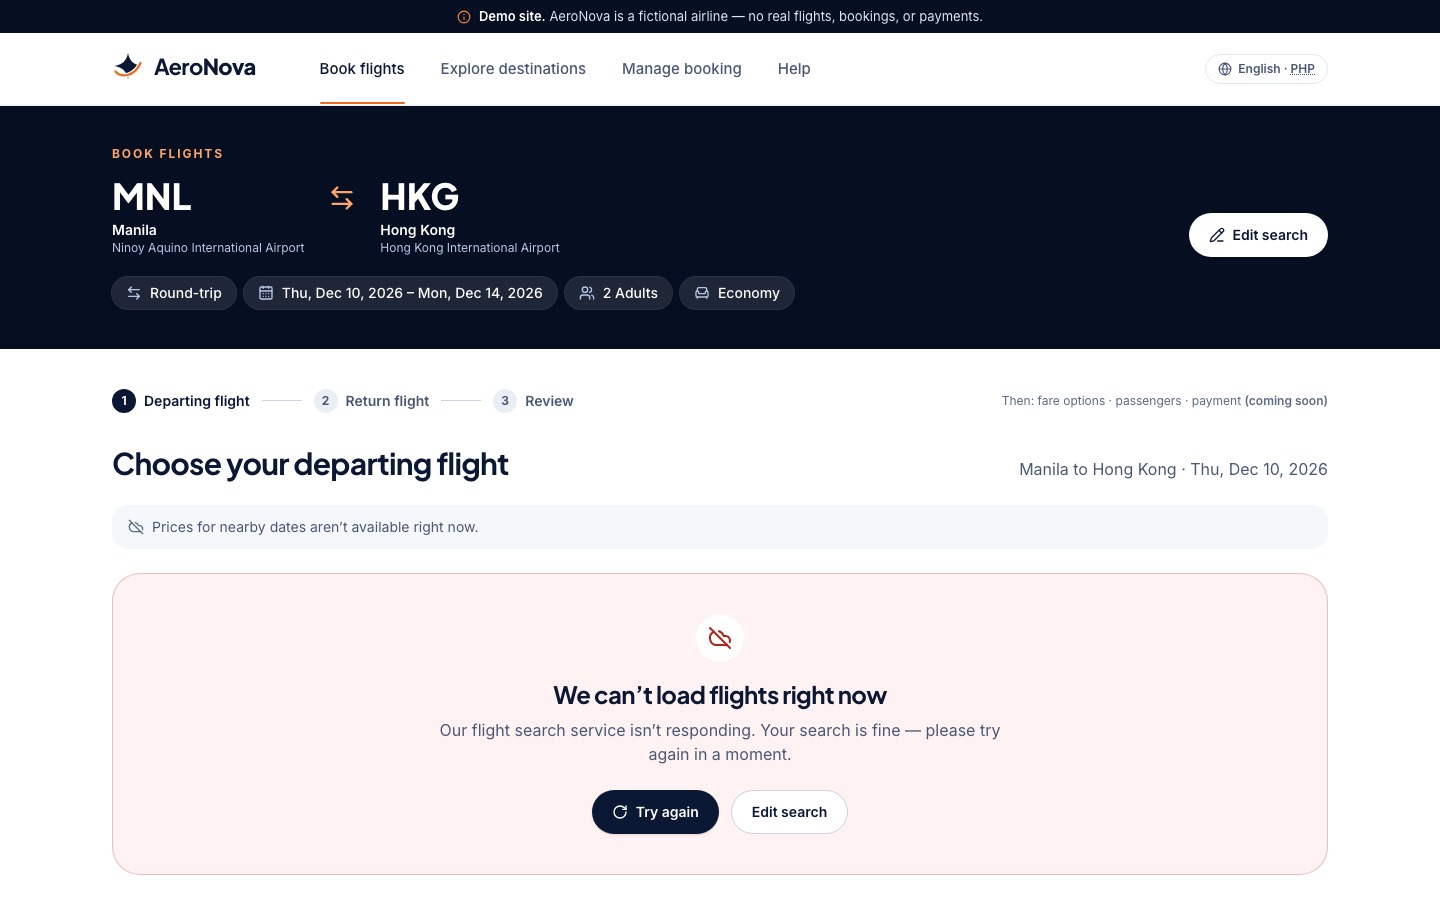 Demo site. AeroNova is a fictional airline — no real flights, bookings, or payments.
AeroNova
Book flights
Explore destinations
Manage booking
Help
English · PHP
BOOK FLIGHTS
MNL
Manila
Ninoy Aquino International Airport
HKG
Hong Kong
Hong Kong International Airport
Edit search
Round-trip
Thu, Dec 10, 2026 – Mon, Dec 14, 2026
2 Adults
Economy
1 Departing flight
2 Return flight
3 Review
Then: fare options · passengers · payment (coming soon)
Choose your departing flight
Manila to Hong Kong · Thu, Dec 10, 2026
Prices for nearby dates aren’t available right now.
We can’t load flights right now
Our flight search service isn’t responding. Your search is fine — please try
again in a moment.
Try again
Edit search